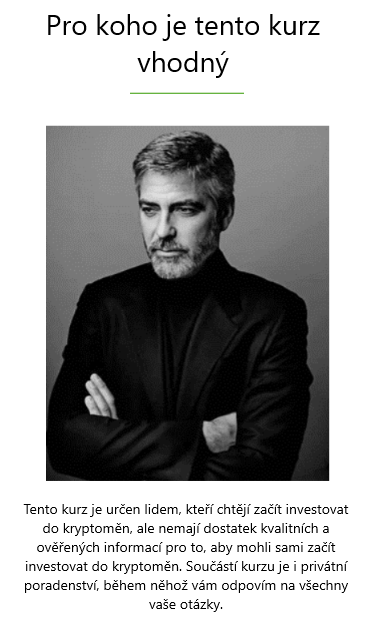 Pro koho je tento kurz
vhodný
Tento kurz je určen lidem, kteří chtějí začít investovat
do kryptoměn, ale nemají dostatek kvalitních a
ověřených informací pro to, aby mohli sami začít
investovat do kryptoměn. Součástí kurzu je i privátní
poradenství, během něhož vám odpovím na všechny
vaše otázky.